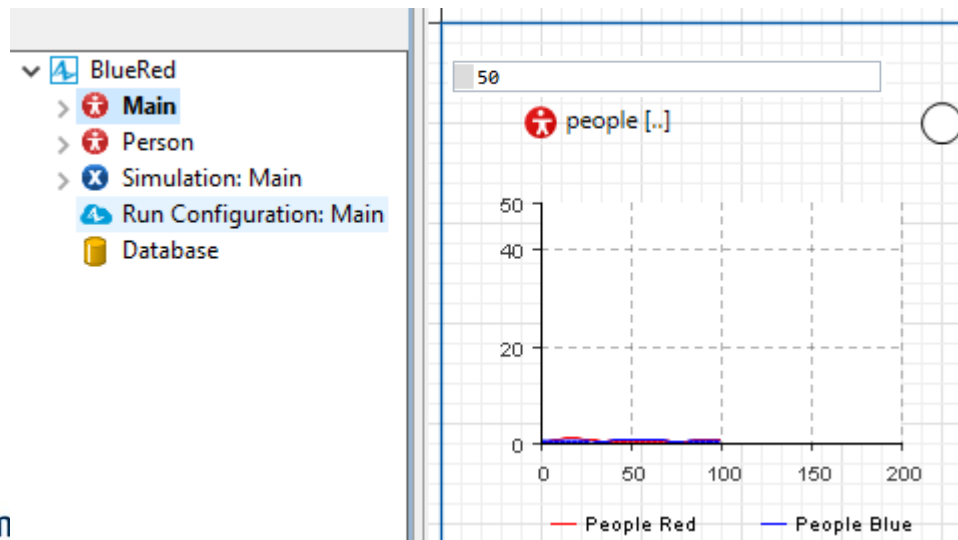 BlueRed
Main
Person
Simulation: Main
Run Configuration: Main
Database
50
people [..]
50
40
20
0
0 50 100 150 200
People Red People Blue